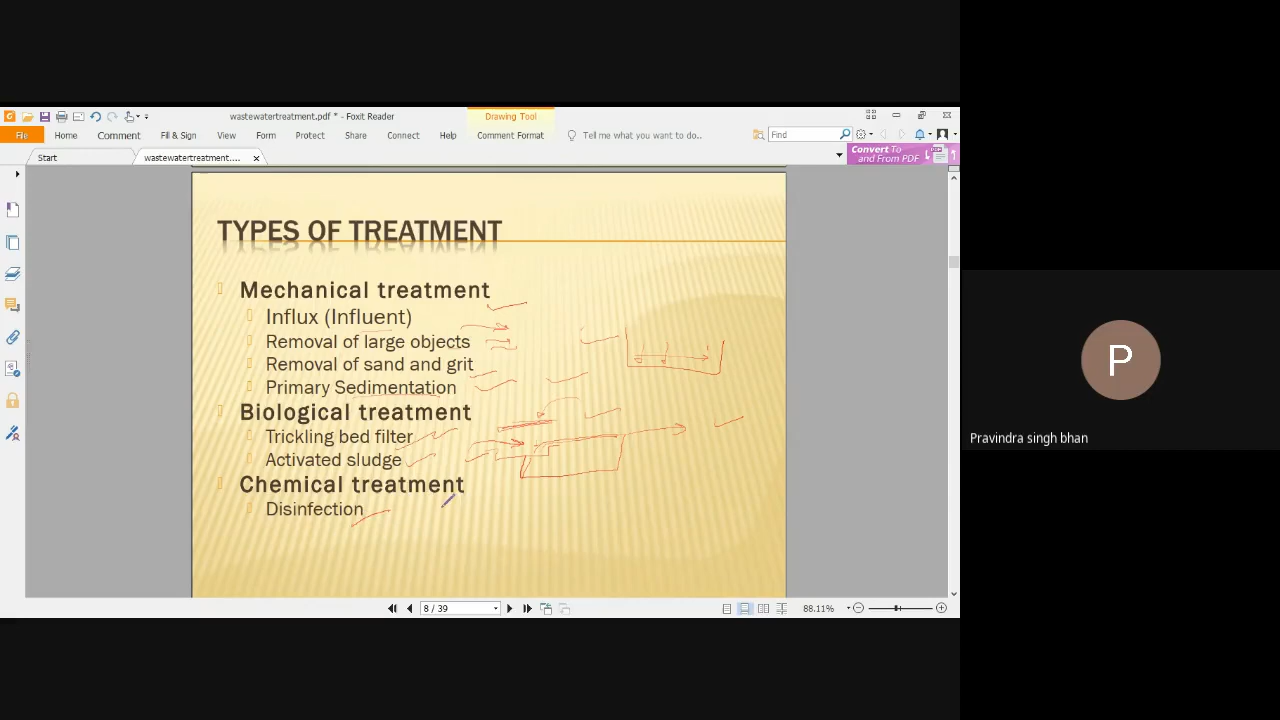 wastewatertreatment.pdf * - Foxit Reader
Drawing Tool
File
Home
Comment
Fill & Sign
View
Form
Protect
Share
Connect
Help
Comment Format
Tell me what you want to do..
Find
Start
wastewatertreatment....
Convert To
and From PDF
TYPES OF TREATMENT
Mechanical treatment
Influx (Influent)
Removal of large objects
Removal of sand and grit
Primary Sedimentation
Biological treatment
Trickling bed filter
Activated sludge
Chemical treatment
Disinfection
8 / 39
88.11%
P
Pravindra singh bhan